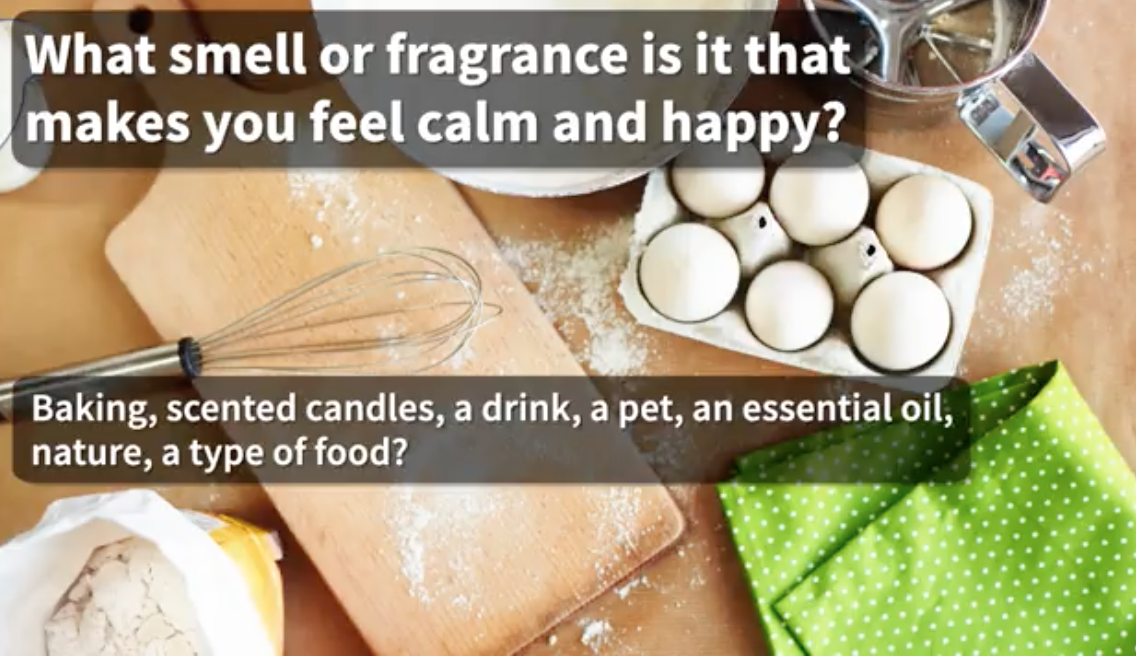 What smell or fragrance is it that
makes you feel calm and happy?
Baking, scented candles, a drink, a pet, an essential oil,
nature, a type of food?